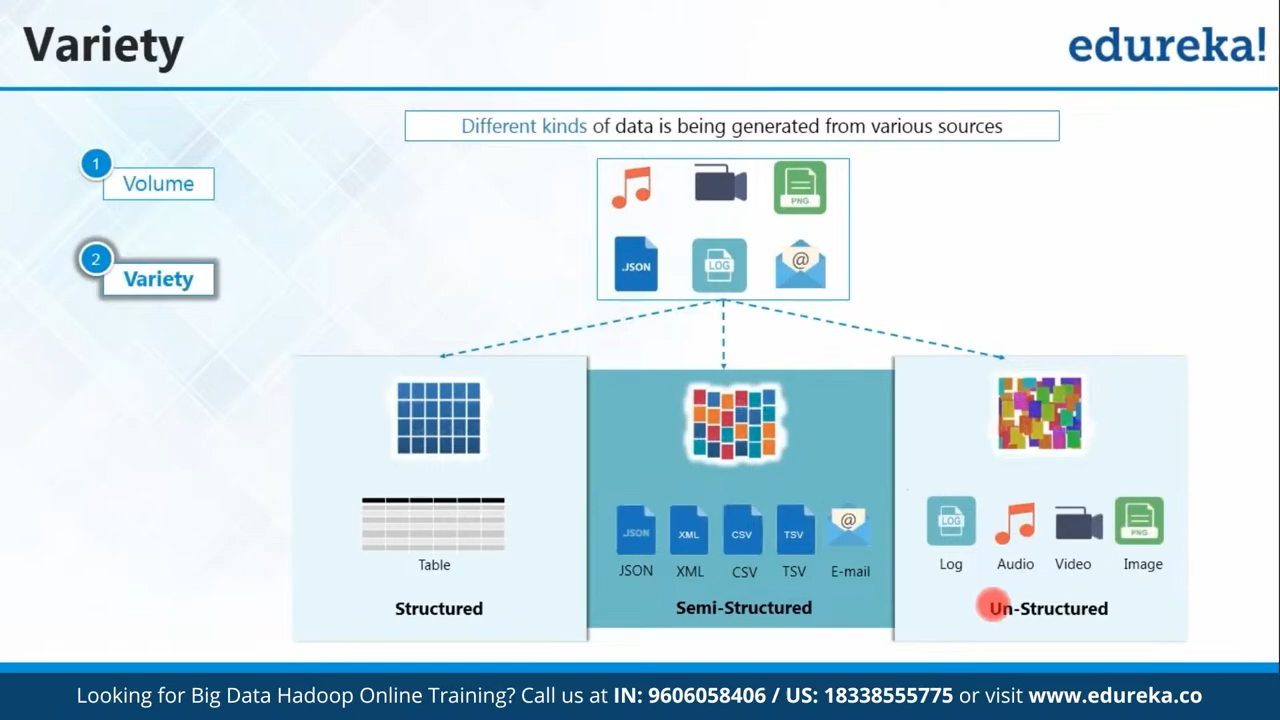 Variety
edureka!
Different kinds of data is being generated from various sources
1
Volume
2
Variety
PNG
.JSON
LOG
@
Table
Structured
.JSON
XML
CSV
TSV
@
JSON
XML
CSV
TSV
E-mail
Semi-Structured
LOG
PNG
Log
Audio
Video
Image
Un-Structured
Looking for Big Data Hadoop Online Training? Call us at IN: 9606058406 / US: 18338555775 or visit www.edureka.co